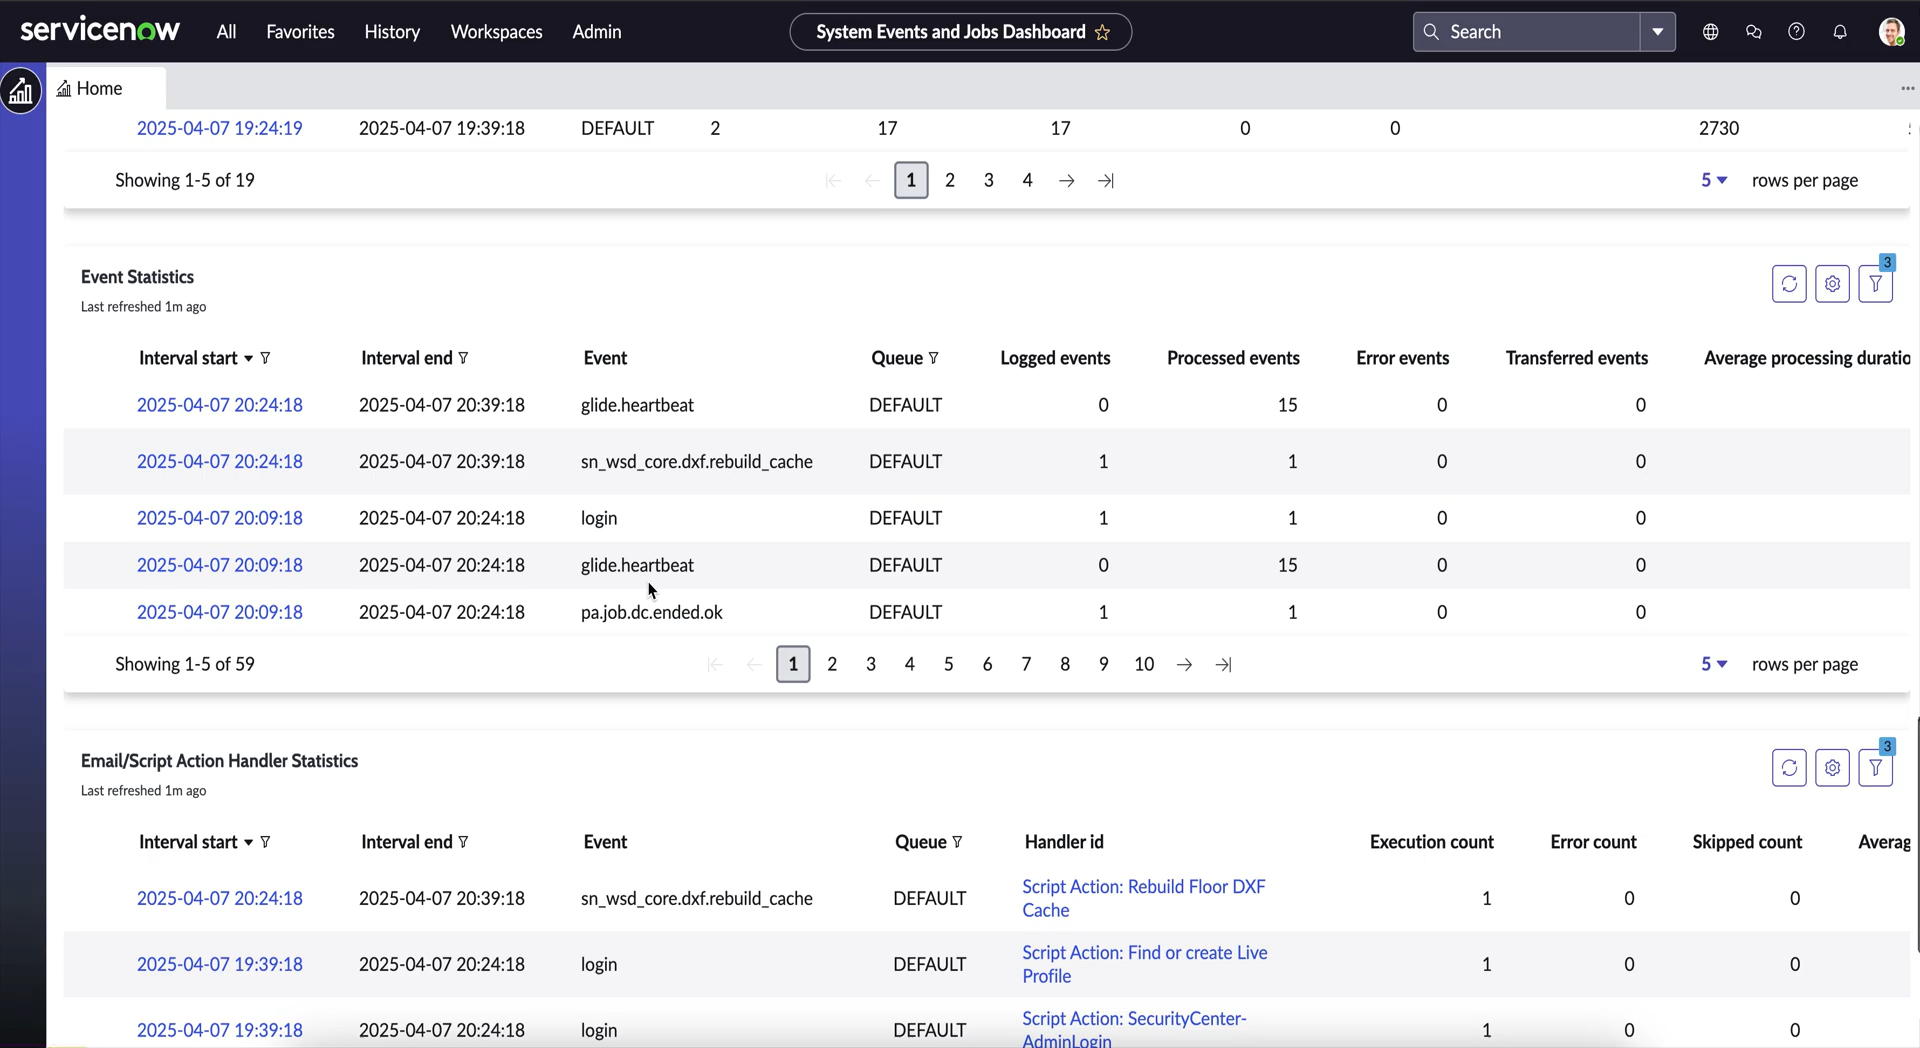 servicenow All Favorites History Workspaces Admin System Events and Jobs Dashboard Search
Home
2025-04-07 19:24:19 2025-04-07 19:39:18 DEFAULT 2 17 17 0 0 2730
Showing 1-5 of 19 1 2 3 4 5 rows per page
Event Statistics 3
Last refreshed 1m ago
Interval start Interval end Event Queue Logged events Processed events Error events Transferred events Average processing duratio
2025-04-07 20:24:18 2025-04-07 20:39:18 glide.heartbeat DEFAULT 0 15 0 0
2025-04-07 20:24:18 2025-04-07 20:39:18 sn_wsd_core.dxf.rebuild_cache DEFAULT 1 1 0 0
2025-04-07 20:09:18 2025-04-07 20:24:18 login DEFAULT 1 1 0 0
2025-04-07 20:09:18 2025-04-07 20:24:18 glide.heartbeat DEFAULT 0 15 0 0
2025-04-07 20:09:18 2025-04-07 20:24:18 pa.job.dc.ended.ok DEFAULT 1 1 0 0
Showing 1-5 of 59 1 2 3 4 5 6 7 8 9 10 5 rows per page
Email/Script Action Handler Statistics 3
Last refreshed 1m ago
Interval start Interval end Event Queue Handler id Execution count Error count Skipped count Averag
2025-04-07 20:24:18 2025-04-07 20:39:18 sn_wsd_core.dxf.rebuild_cache DEFAULT Script Action: Rebuild Floor DXF 1 0 0
Cache
2025-04-07 19:39:18 2025-04-07 20:24:18 login DEFAULT Script Action: Find or create Live 1 0 0
Profile
2025-04-07 19:39:18 2025-04-07 20:24:18 login DEFAULT Script Action: SecurityCenter- 1 0 0
AdminLogin